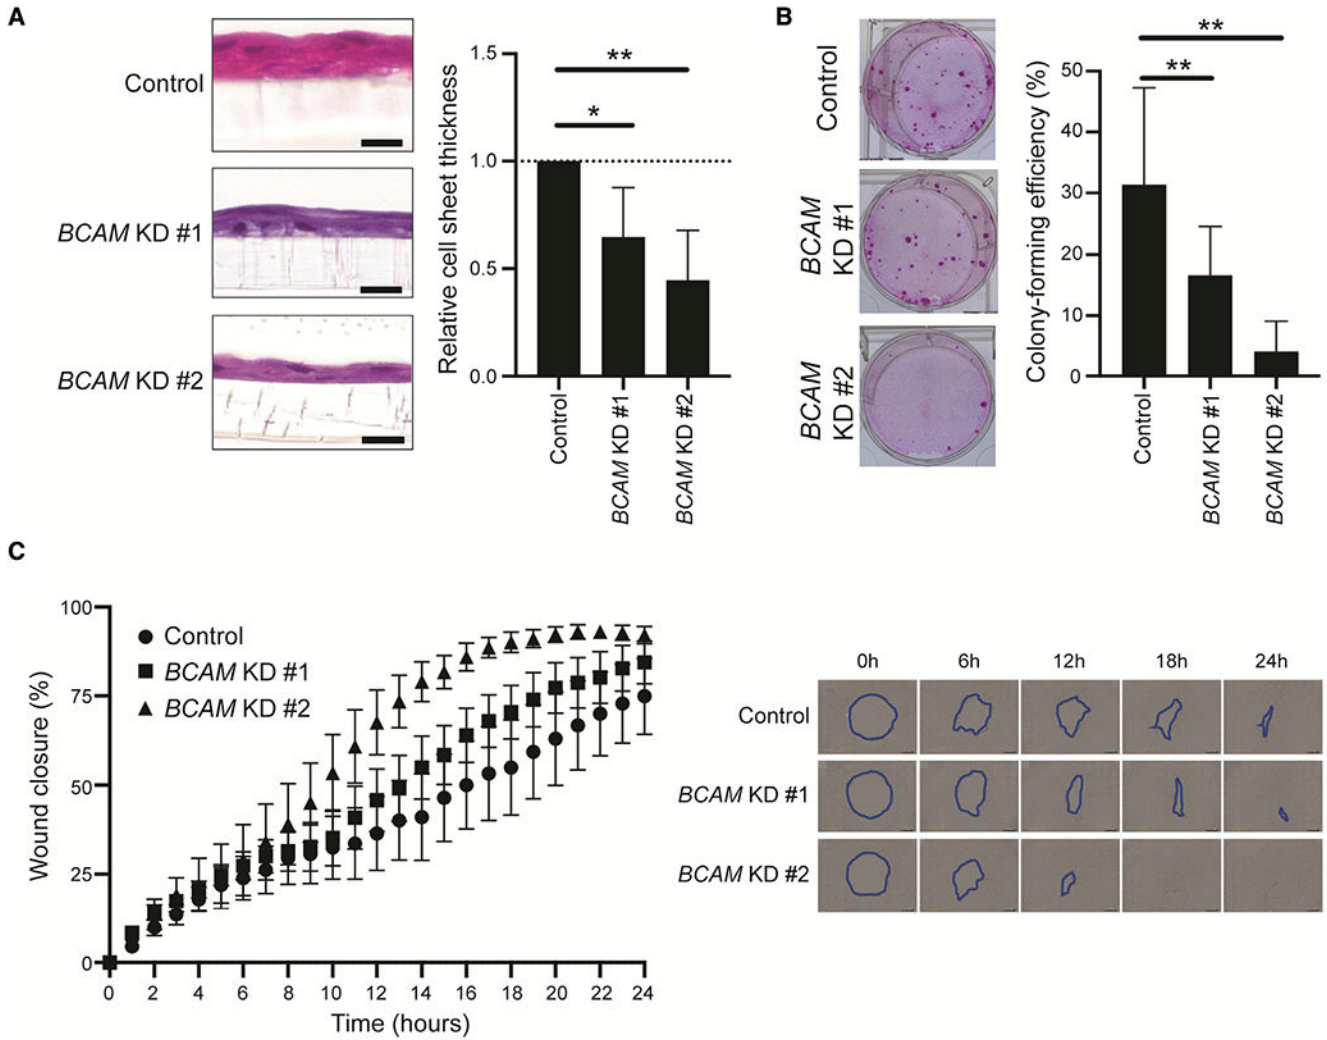 A
Control
BCAM KD #1
BCAM KD #2
Relative cell sheet thickness
1.5
1.0
0.5
0.0
**
*
Control
BCAM KD #1
BCAM KD #2
B
Control
BCAM
KD #1
BCAM
KD #2
Colony-forming efficiency (%)
50
40
30
20
10
0
**
**
Control
BCAM KD #1
BCAM KD #2
C
Wound closure (%)
100
75
50
25
0
Control
BCAM KD #1
BCAM KD #2
0 2 4 6 8 10 12 14 16 18 20 22 24
Time (hours)
0h 6h 12h 18h 24h
Control
BCAM KD #1
BCAM KD #2